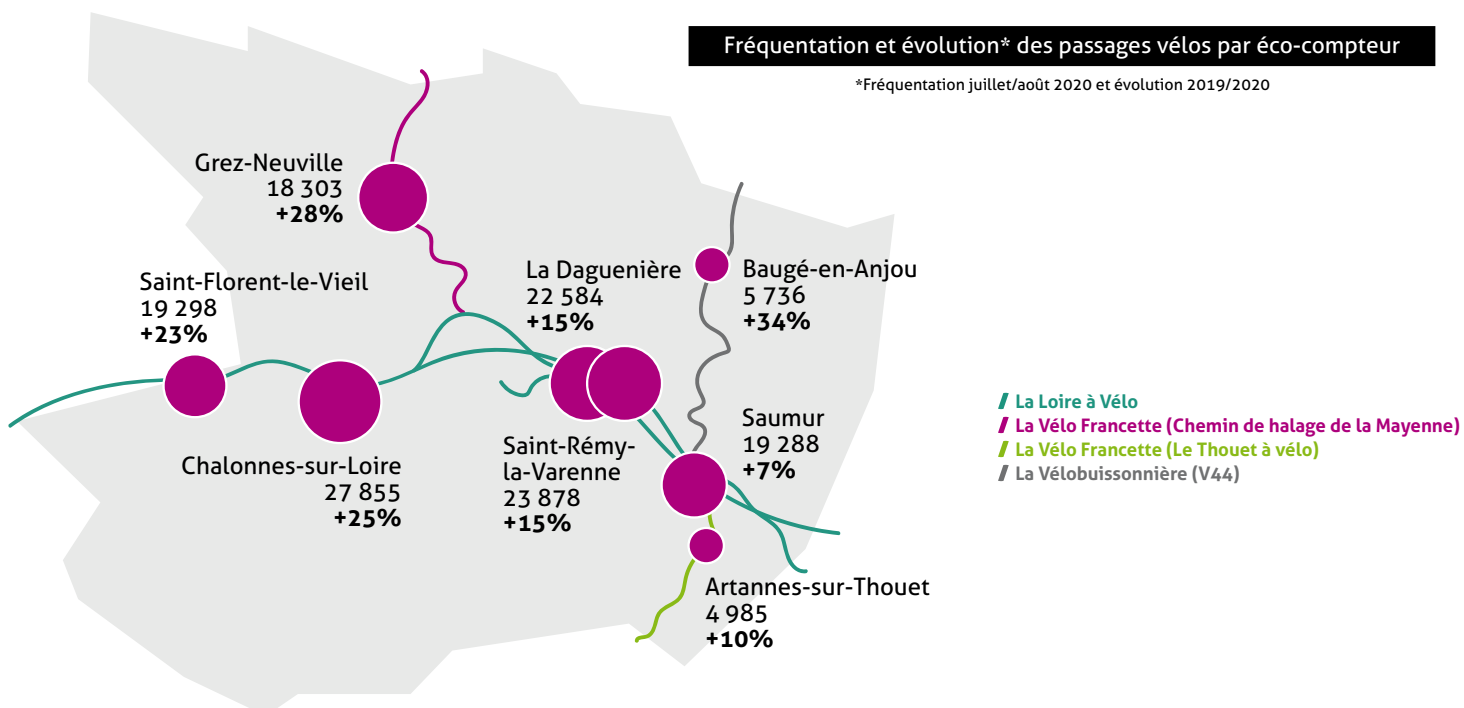 Fréquentation et évolution* des passages vélos par éco-compteur
*Fréquentation juillet/août 2020 et évolution 2019/2020
Grez-Neuville
18 303
+28%
Saint-Florent-le-Vieil
19 298
+23%
La Daguenière
22 584
+15%
Baugé-en-Anjou
5 736
+34%
Chalonnes-sur-Loire
27 855
+25%
Saint-Rémy-
la-Varenne
23 878
+15%
Saumur
19 288
+7%
Artannes-sur-Thouet
4 985
+10%
La Loire à Vélo
La Vélo Francette (Chemin de halage de la Mayenne)
La Vélo Francette (Le Thouet à vélo)
La Vélobuissonnière (V44)